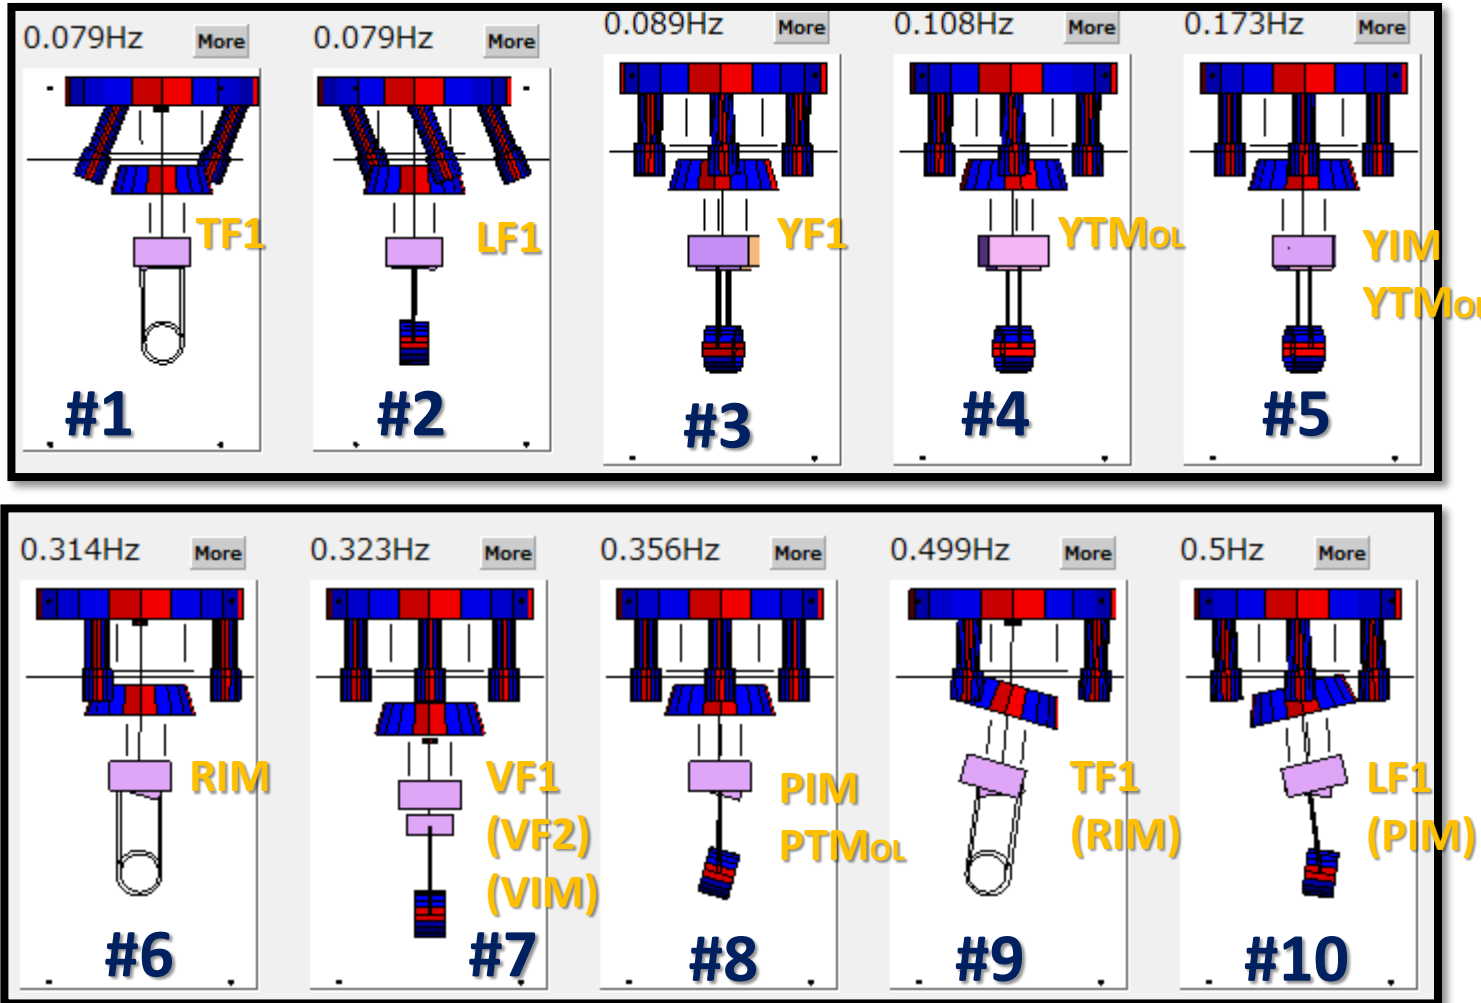 0.079Hz More
0.079Hz More
0.089Hz More
0.108Hz More
0.173Hz More
TF1
LF1
YF1
YTMOL
YIM
YTMOL
#1
#2
#3
#4
#5
0.314Hz More
0.323Hz More
0.356Hz More
0.499Hz More
0.5Hz More
RIM
VF1
(VF2)
(VIM)
PIM
PTMOL
TF1
(RIM)
LF1
(PIM)
#6
#7
#8
#9
#10